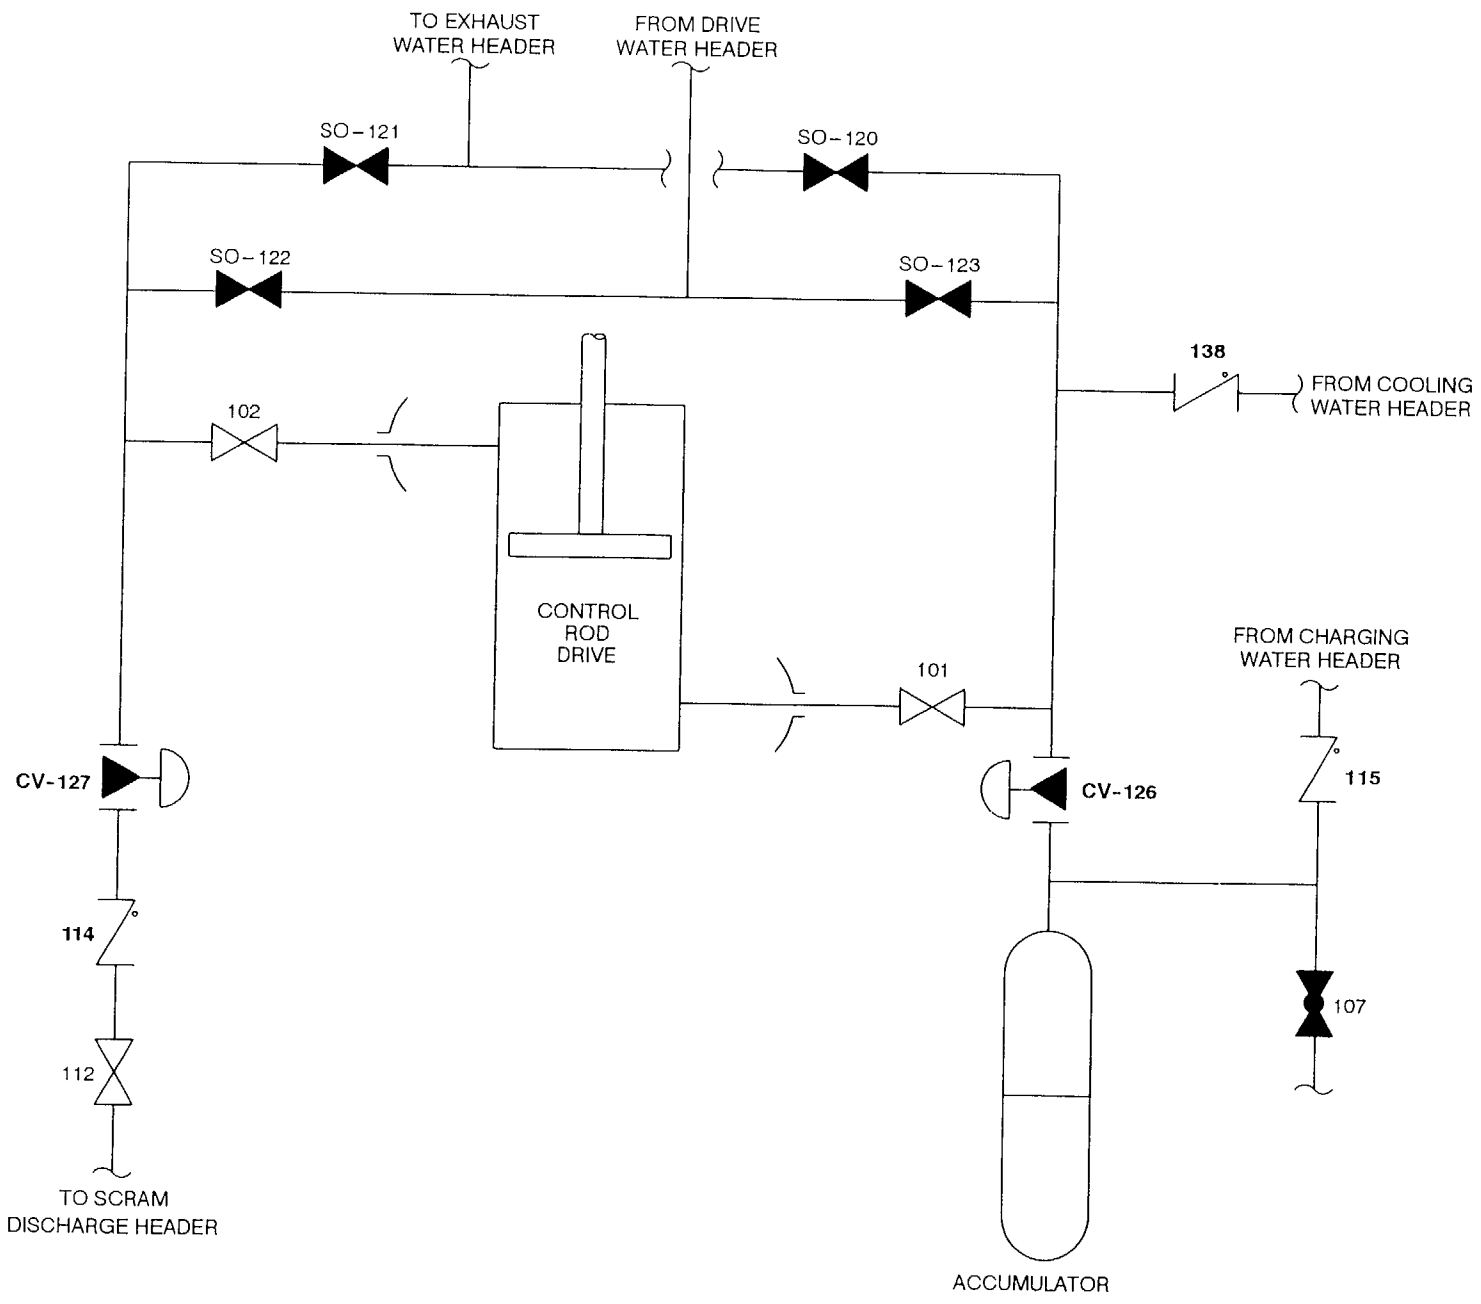 TO EXHAUST
WATER HEADER
FROM DRIVE
WATER HEADER
SO-121
SO-120
SO-122
SO-123
138
FROM COOLING
WATER HEADER
102
CONTROL
ROD
DRIVE
101
FROM CHARGING
WATER HEADER
CV-127
CV-126
115
114
107
112
TO SCRAM
DISCHARGE HEADER
ACCUMULATOR